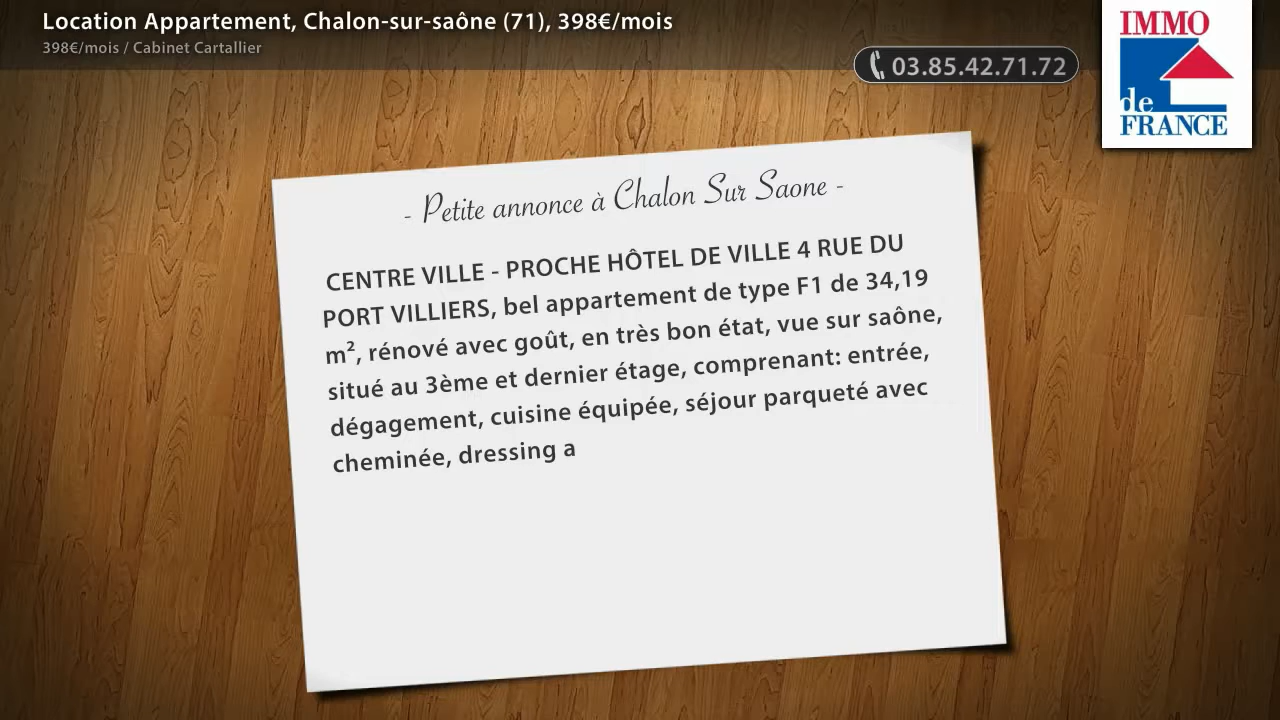 Location Appartement, Chalon-sur-saône (71), 398€/mois
398€/mois / Cabinet Cartallier
03.85.42.71.72
IMMO
de
FRANCE
- Petite annonce à Chalon Sur Saone -
CENTRE VILLE - PROCHE HÔTEL DE VILLE 4 RUE DU
PORT VILLIERS, bel appartement de type F1 de 34,19
m², rénové avec goût, en très bon état, vue sur saône,
situé au 3ème et dernier étage, comprenant: entrée,
dégagement, cuisine équipée, séjour parqueté avec
cheminée, dressing a